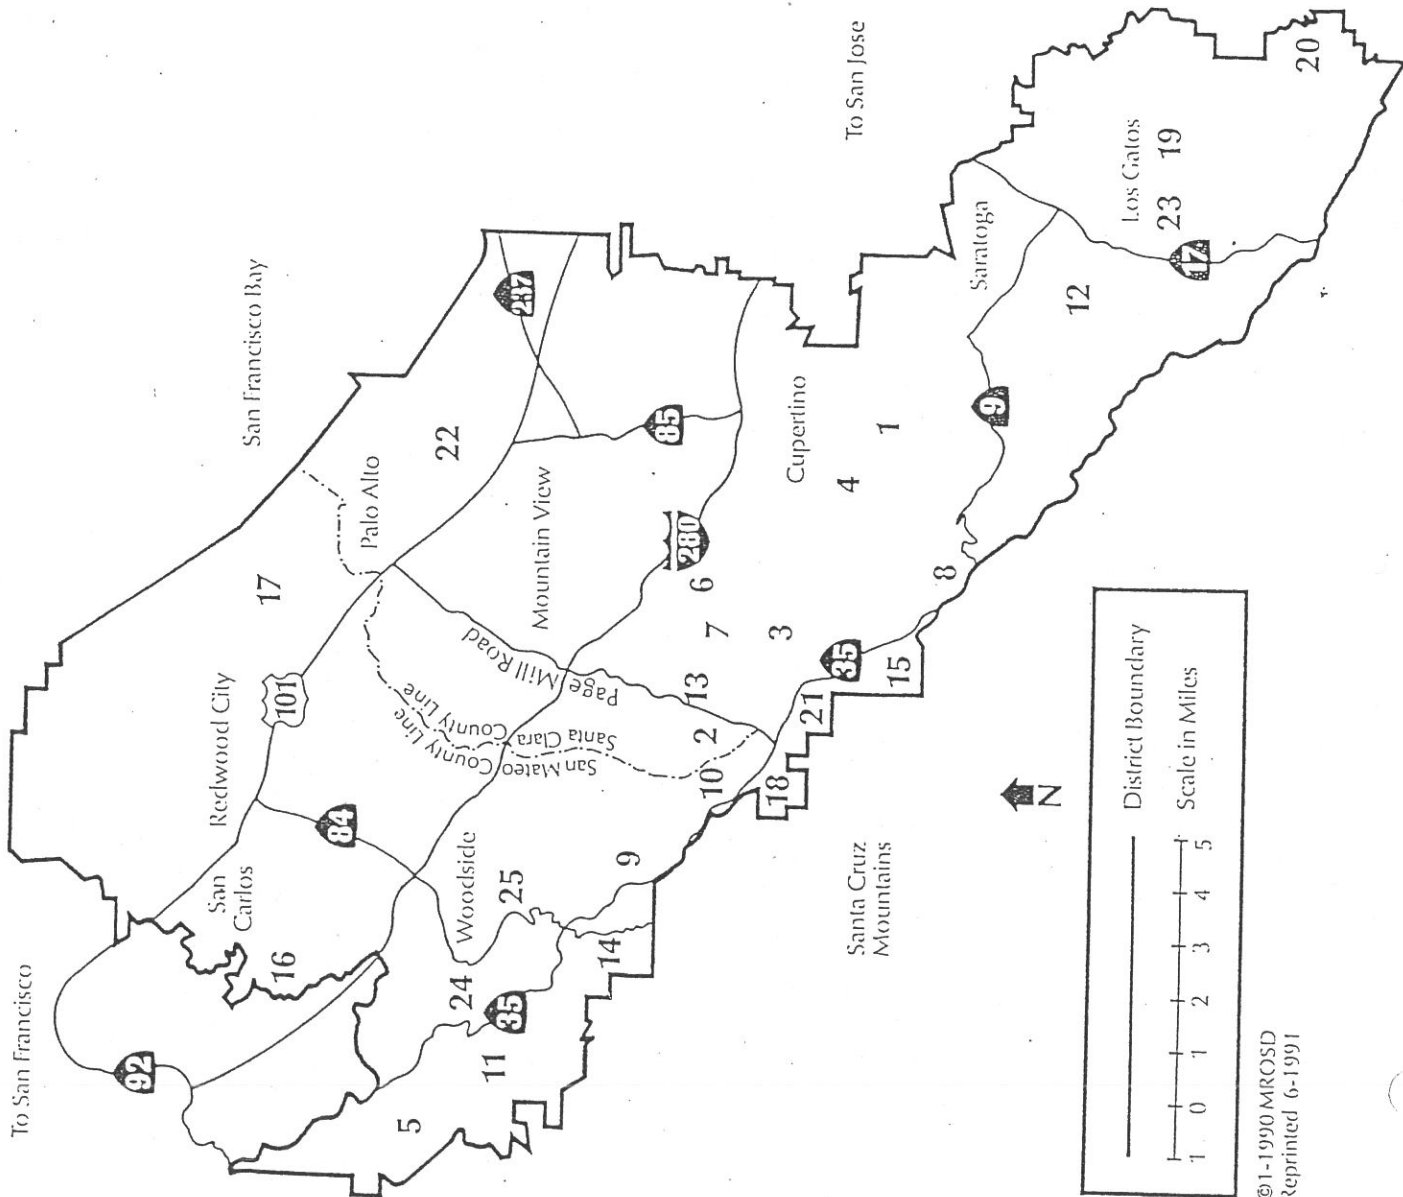 To San Francisco
San Francisco Bay
To San Jose
92
San
Carlos
16
Redwood City
101
17
84
Palo Alto
22
237
Woodside
24
25
35
11
5
14
9
San Mateo County Line
Santa Clara County Line
Page Mill Road
Mountain View
85
280
6
7
3
13
2
10
18
21
35
15
8
Cupertino
4
1
9
Saratoga
12
Los Gatos
23
19
17
20
Santa Cruz
Mountains
N
District Boundary
Scale in Miles
1 0 1 2 3 4 5
©1-1990 MROSD
Reprinted 6-1991